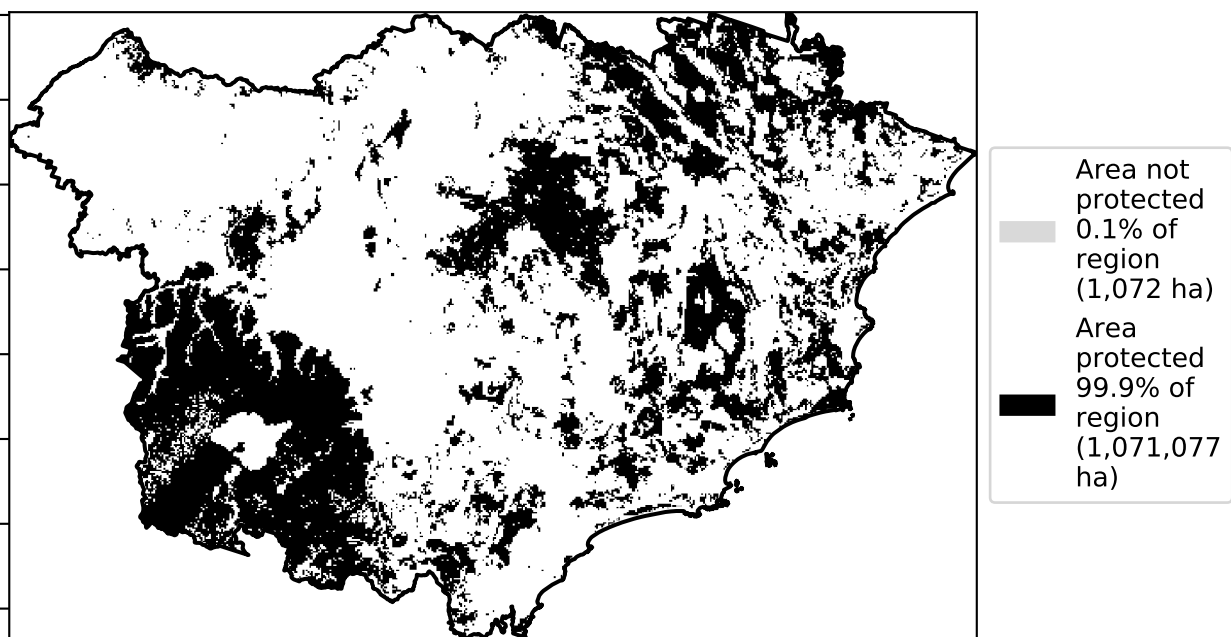 Area not
protected
0.1% of
region
(1,072 ha)
Area
protected
99.9% of
region
(1,071,077
ha)